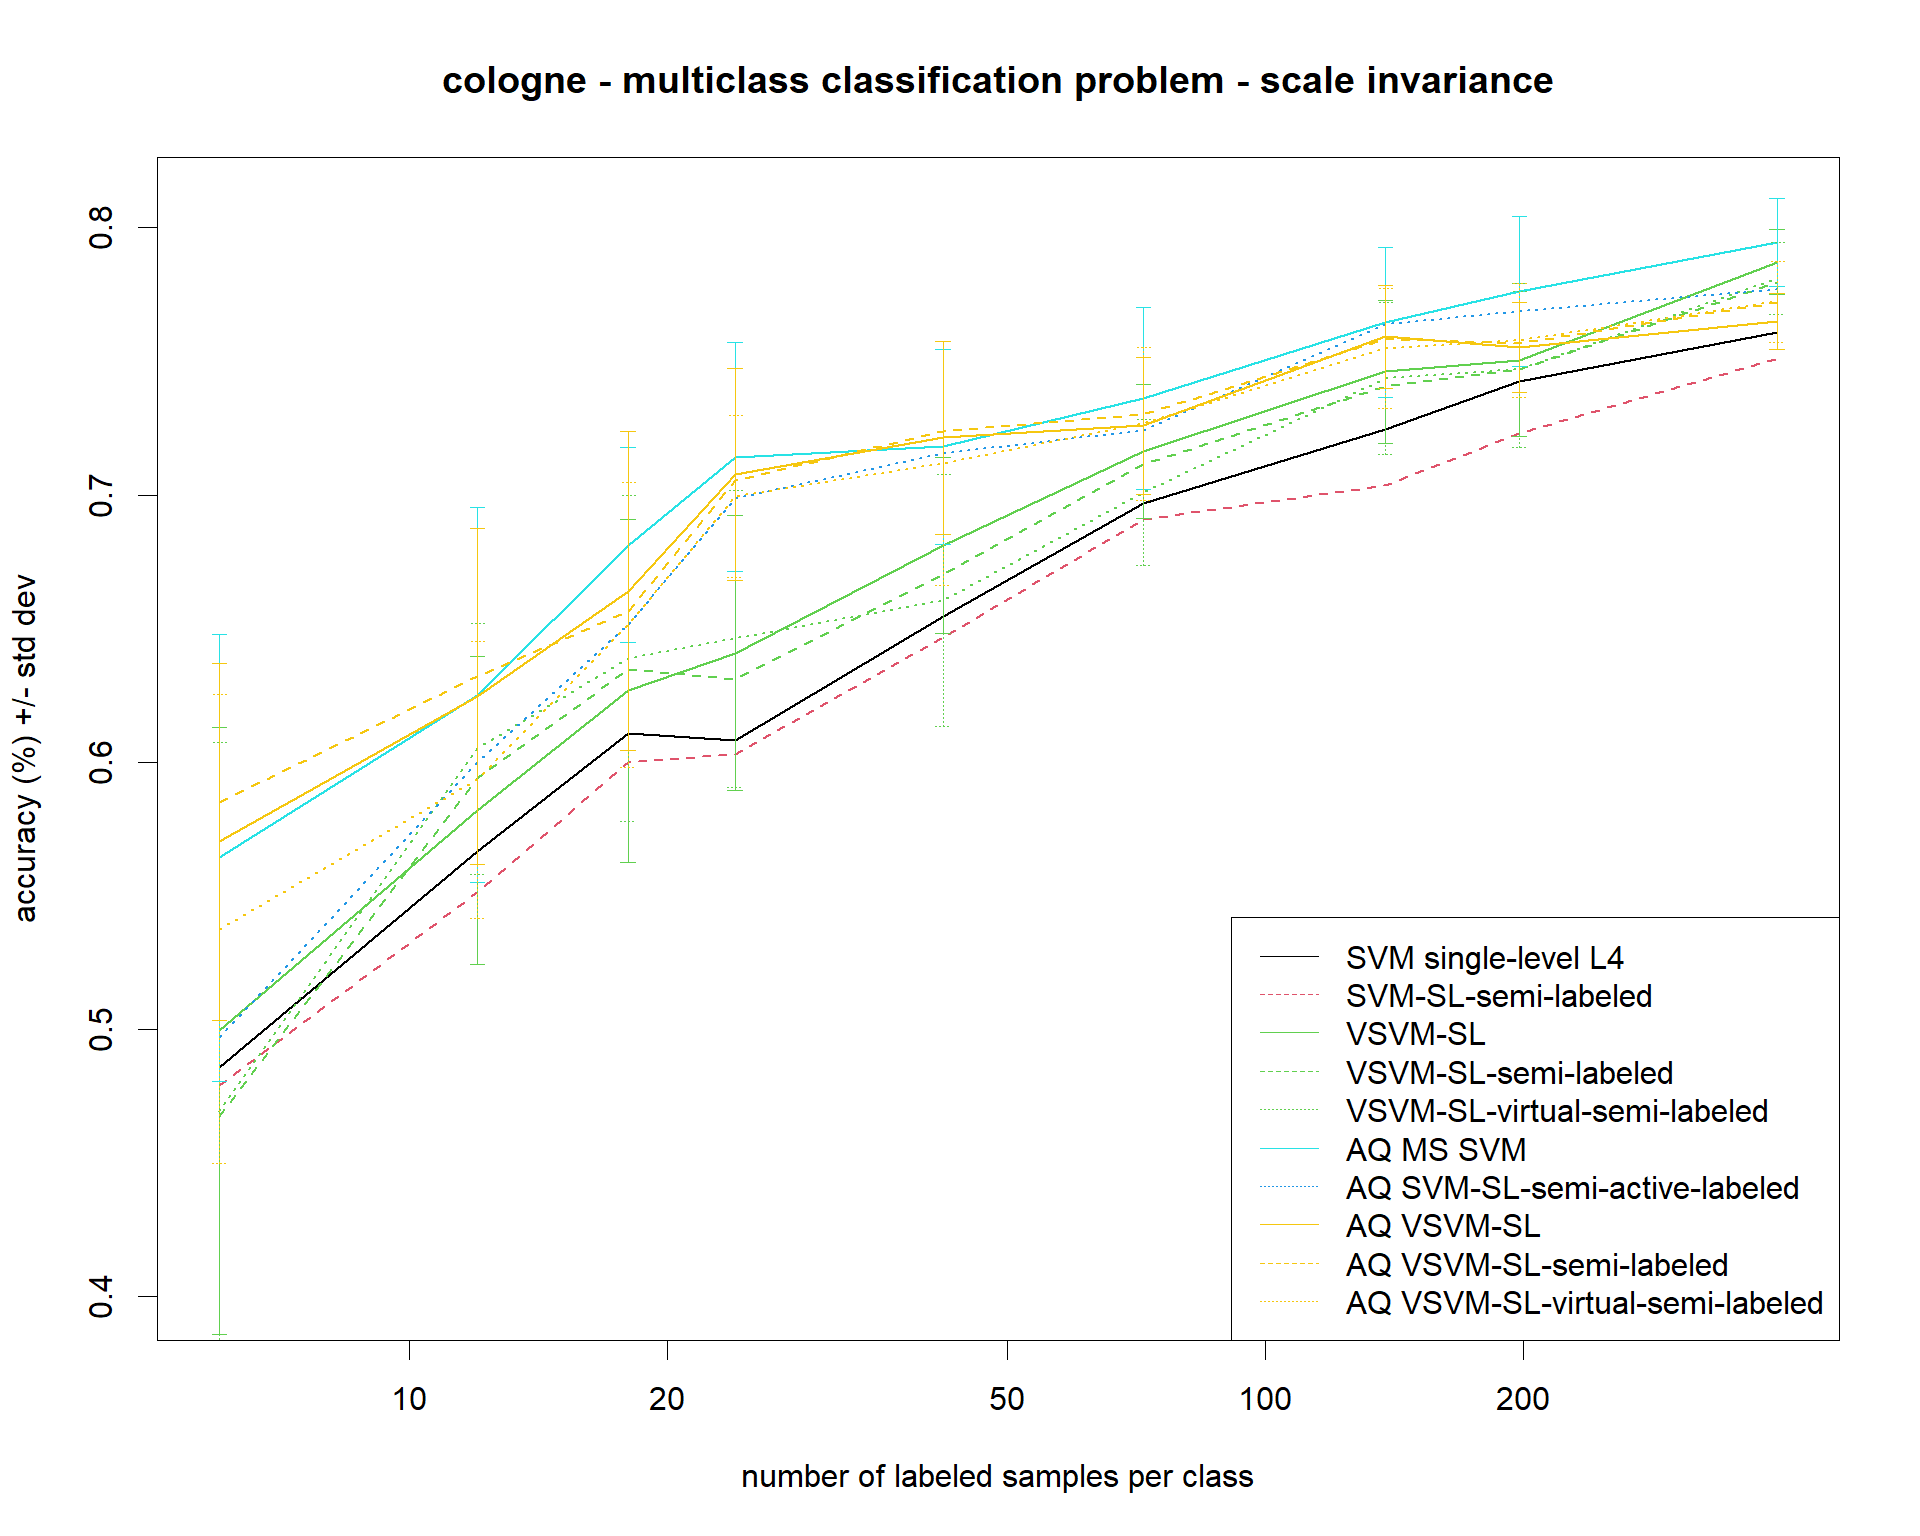 cologne - multiclass classification problem - scale invariance
accuracy (%) +/- std dev
0.8
0.7
0.6
0.5
0.4
SVM single-level L4
SVM-SL-semi-labeled
VSVM-SL
VSVM-SL-semi-labeled
VSVM-SL-virtual-semi-labeled
AQ MS SVM
AQ SVM-SL-semi-active-labeled
AQ VSVM-SL
AQ VSVM-SL-semi-labeled
AQ VSVM-SL-virtual-semi-labeled
10 20 50 100 200
number of labeled samples per class